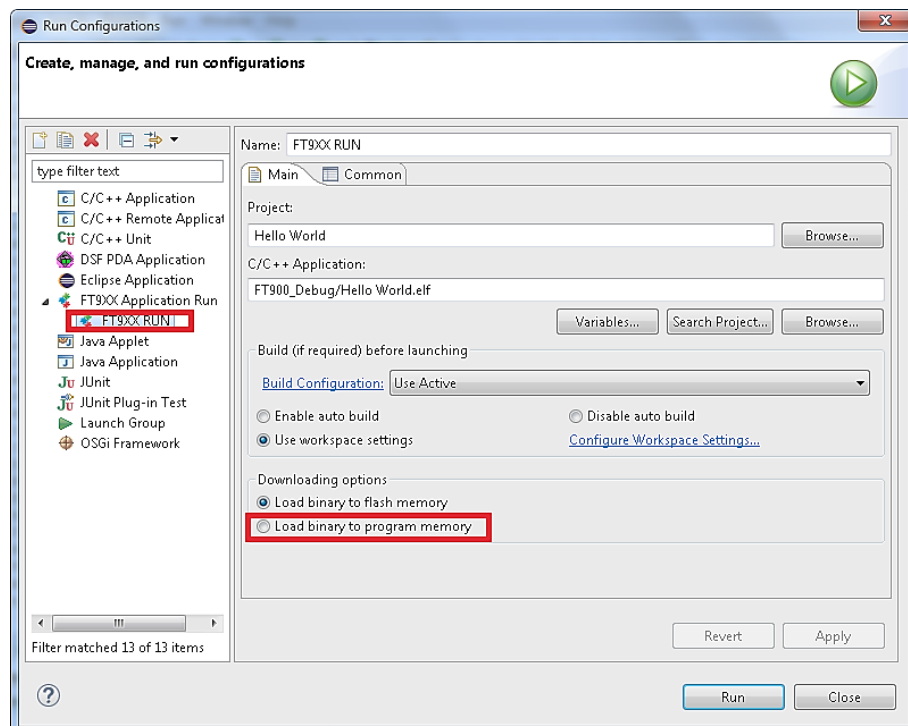 Run Configurations
Create, manage, and run configurations
type filter text
C/C++ Application
C/C++ Remote Applicat
C/C++ Unit
DSF PDA Application
Eclipse Application
FT9XX Application Run
FT9XX RUN
Java Applet
Java Application
JUnit
JUnit Plug-in Test
Launch Group
OSGi Framework
Filter matched 13 of 13 items
Name: FT9XX RUN
Main Common
Project:
Hello World Browse...
C/C++ Application:
FT900_Debug/Hello World.elf
Variables... Search Project... Browse...
Build (if required) before launching
Build Configuration: Use Active
Enable auto build Disable auto build
Use workspace settings Configure Workspace Settings...
Downloading options
Load binary to flash memory
Load binary to program memory
Revert Apply
Run Close